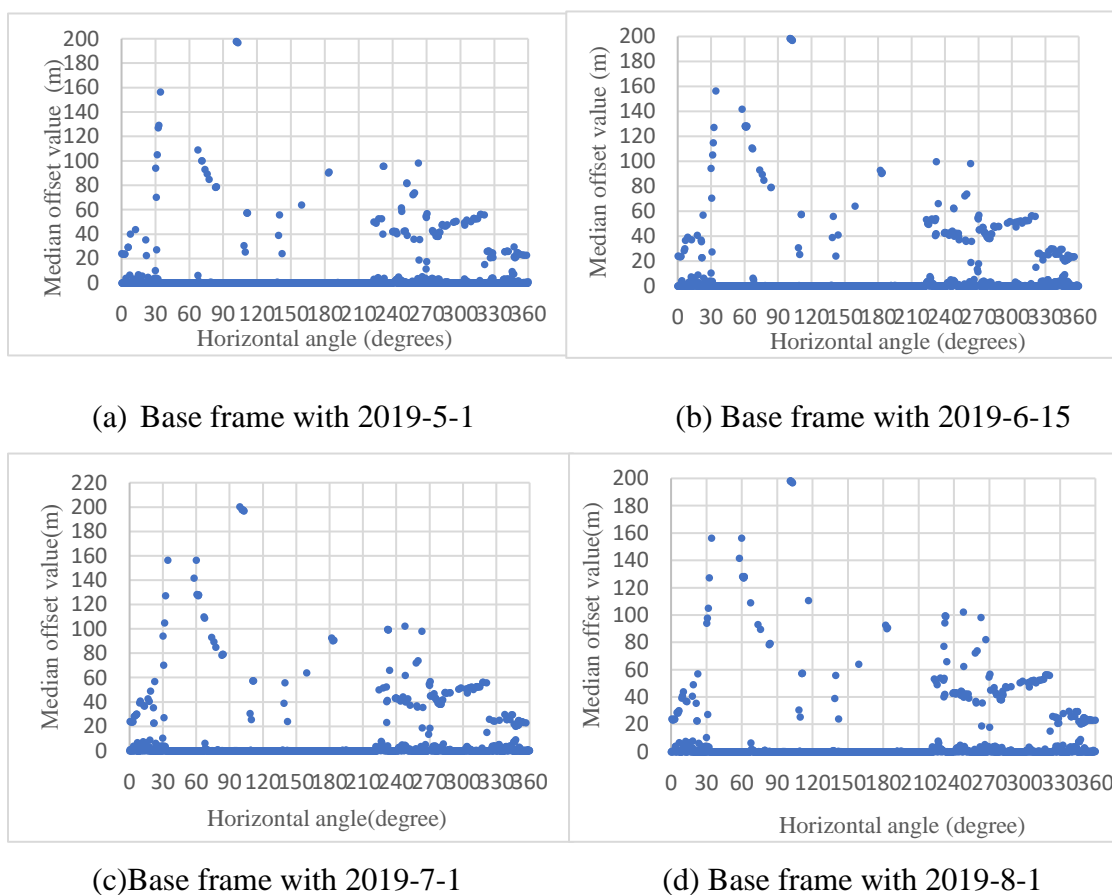 200
180
160
140
120
100
80
60
40
20
0
Median offset value (m)
0 30 60 90 120 150 180 210 240 270 300 330 360
Horizontal angle (degrees)
(a) Base frame with 2019-5-1
200
180
160
140
120
100
80
60
40
20
0
Median offset value (m)
0 30 60 90 120 150 180 210 240 270 300 330 360
Horizontal angle (degrees)
(b) Base frame with 2019-6-15
220
200
180
160
140
120
100
80
60
40
20
0
Median offset value(m)
0 30 60 90 120 150 180 210 240 270 300 330 360
Horizontal angle(degree)
(c)Base frame with 2019-7-1
200
180
160
140
120
100
80
60
40
20
0
Median offset value(m)
0 30 60 90 120 150 180 210 240 270 300 330 360
Horizontal angle (degree)
(d) Base frame with 2019-8-1